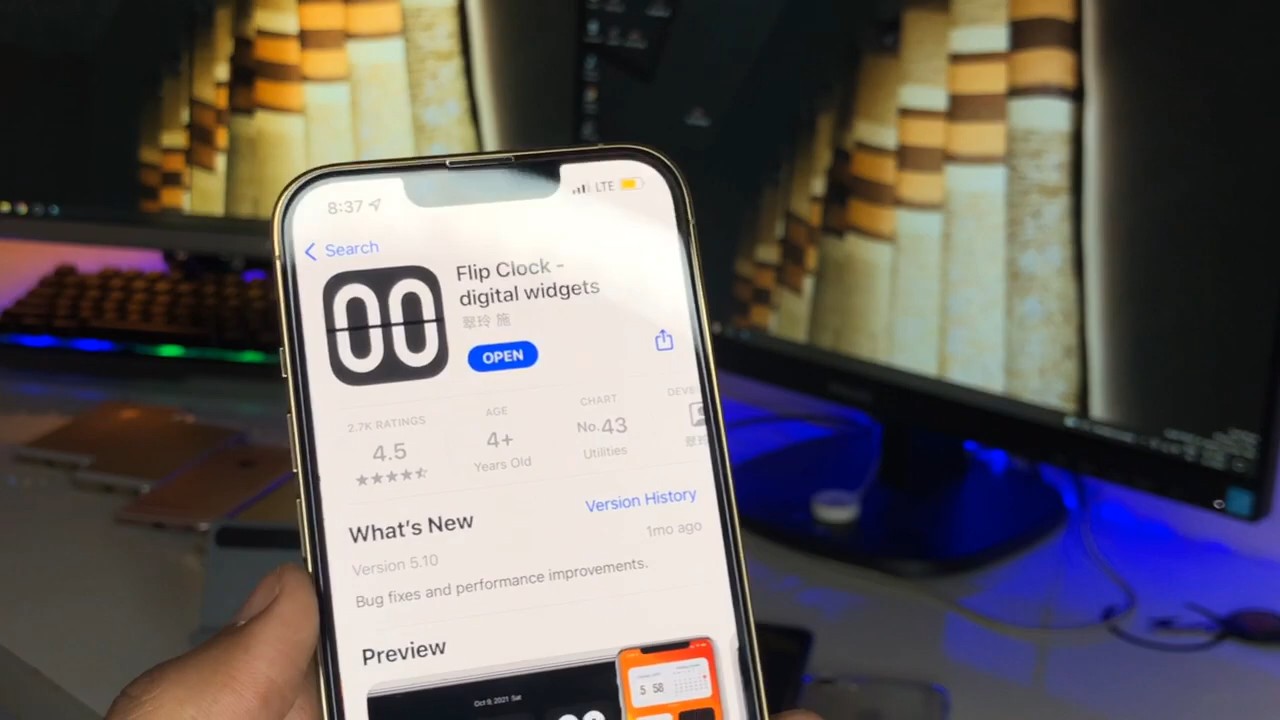 8:37
LTE
Search
00
Flip Clock -
digital widgets
翠玲 施
OPEN
2.7K RATINGS
4.5
AGE
4+
Years Old
CHART
No.43
Utilities
DEVE
What's New
Version History
Version 5.10
1mo ago
Bug fixes and performance improvements.
Preview
Oct 9, 2021 Sat
5 58